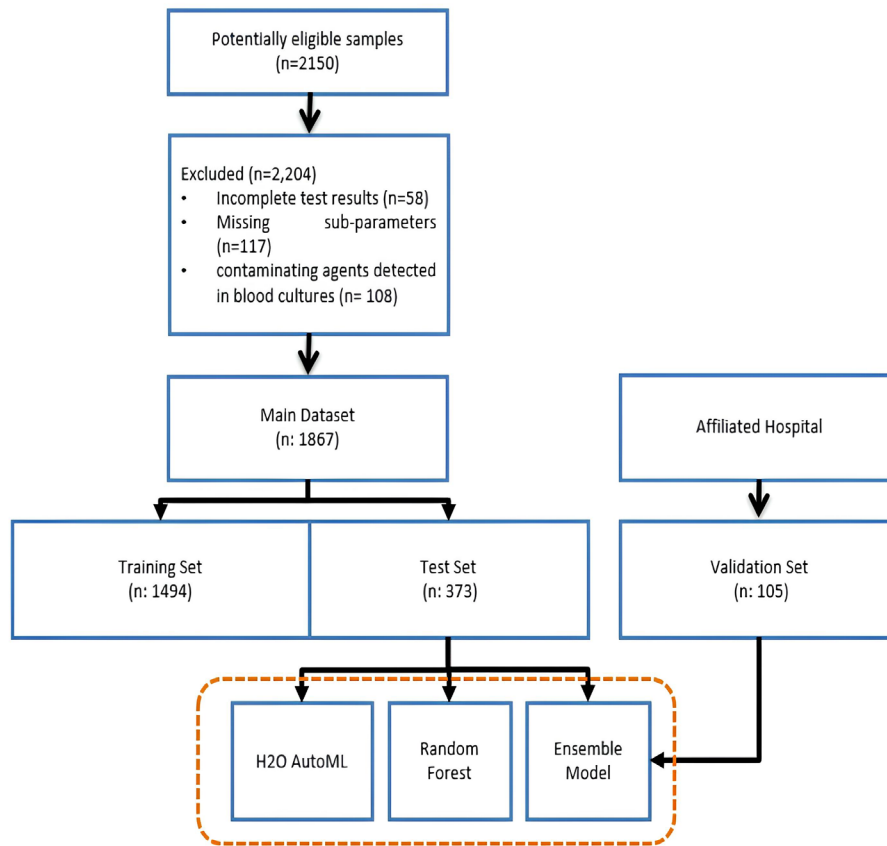 Potentially eligible samples
(n=2150)
Excluded (n=2,204)
• Incomplete test results (n=58)
• Missing sub-parameters
(n=117)
• contaminating agents detected
in blood cultures (n= 108)
Main Dataset
(n: 1867)
Affiliated Hospital
Training Set
(n: 1494)
Test Set
(n: 373)
Validation Set
(n: 105)
H2O AutoML
Random
Forest
Ensemble
Model